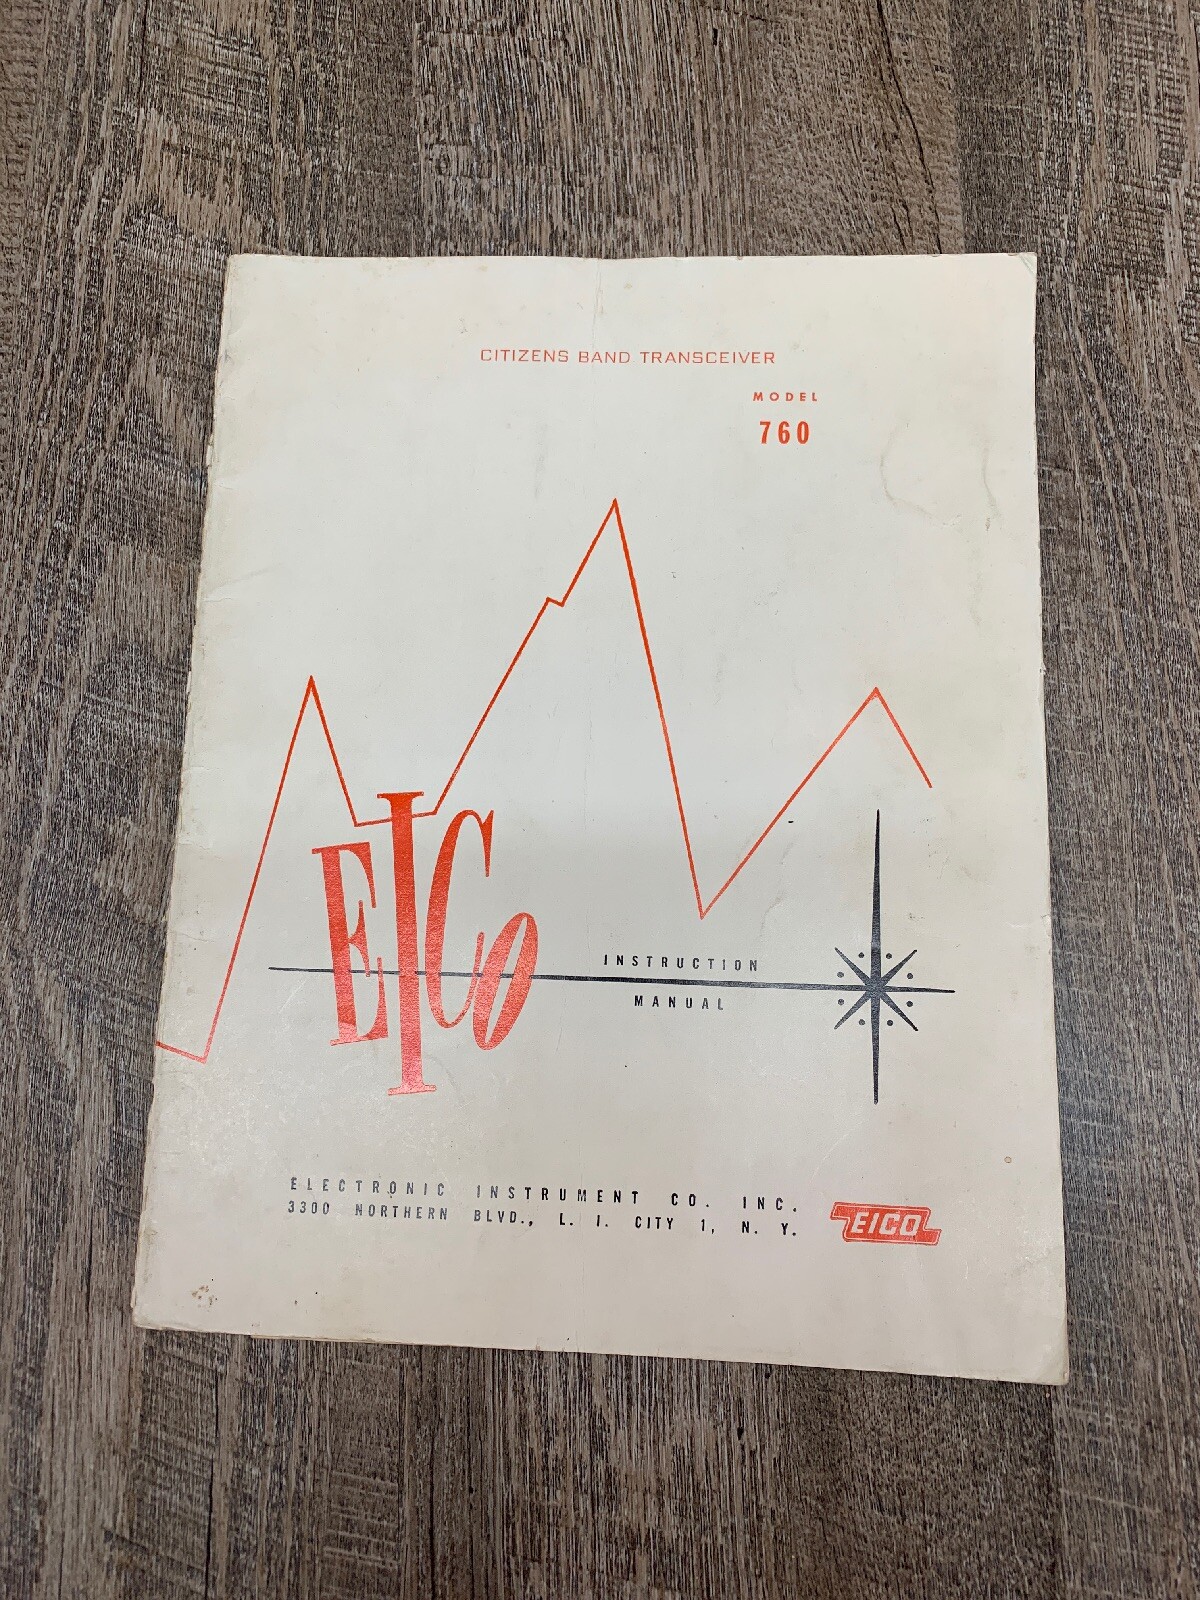 CITIZENS BAND TRANSCEIVER
MODEL
760
EICO
INSTRUCTION
MANUAL
ELECTRONIC INSTRUMENT CO. INC.
3300 NORTHERN BLVD., L. I. CITY 1, N. Y.
EICO